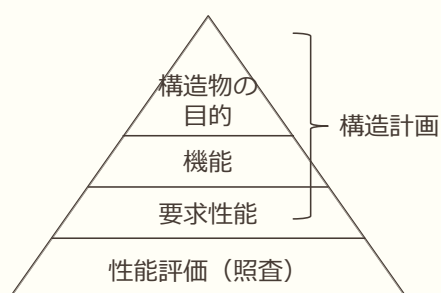 構造物の
目的
構造計画
機能
要求性能
性能評価（照査）